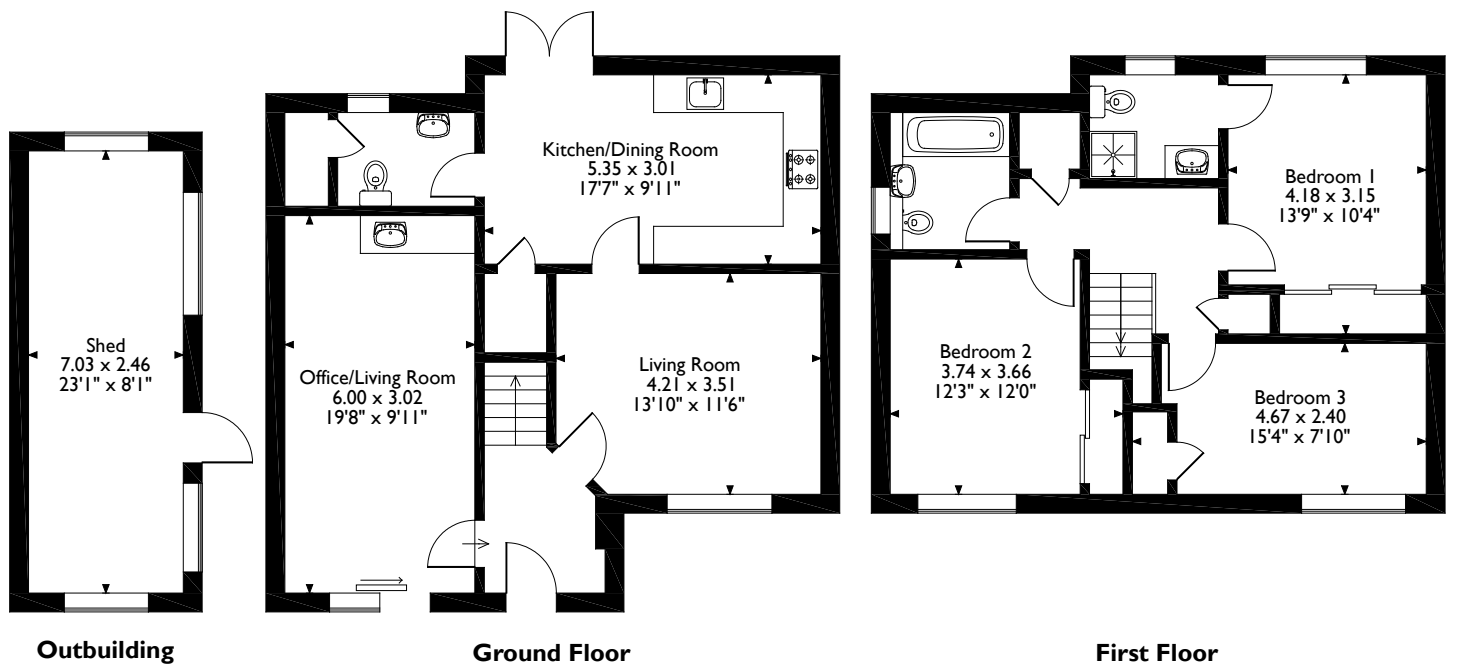 Shed
7.03 x 2.46
23'1" x 8'1"
Outbuilding
Kitchen/Dining Room
5.35 x 3.01
17'7" x 9'11"
Office/Living Room
6.00 x 3.02
19'8" x 9'11"
Living Room
4.21 x 3.51
13'10" x 11'6"
Ground Floor
Bedroom 1
4.18 x 3.15
13'9" x 10'4"
Bedroom 2
3.74 x 3.66
12'3" x 12'0"
Bedroom 3
4.67 x 2.40
15'4" x 7'10"
First Floor